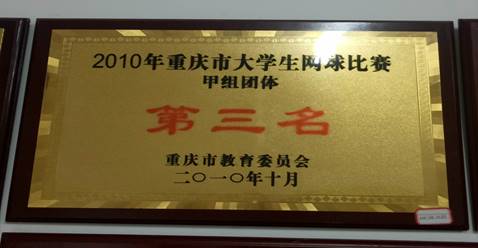 2010年重庆市大学生网球比赛
甲组团体
第三名
重庆市教育委员会
二〇一〇年十月